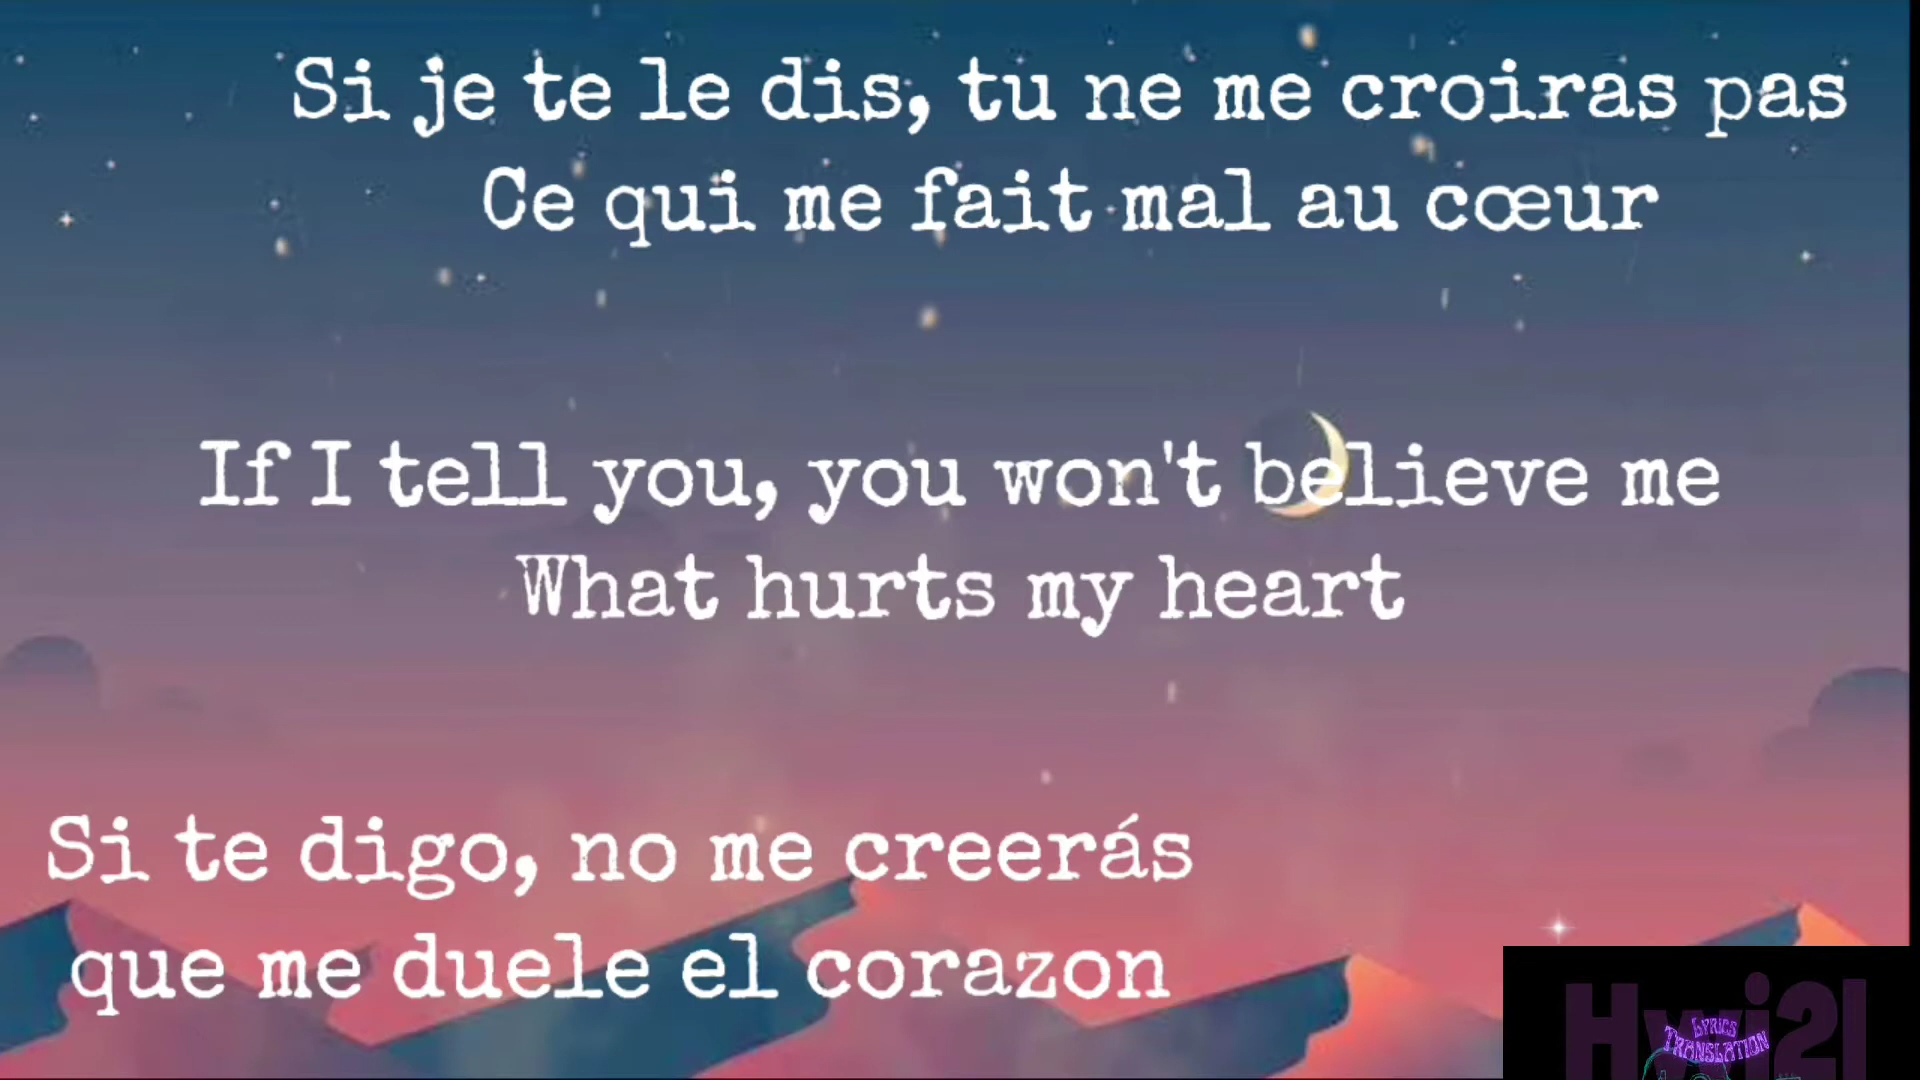 Si je te le dis, tu ne me croiras pas
Ce qui me fait mal au cœur
If I tell you, you won't believe me
What hurts my heart
Si te digo, no me creerás
que me duele el corazon
Hwi21
LYRICS
TRANSLATION